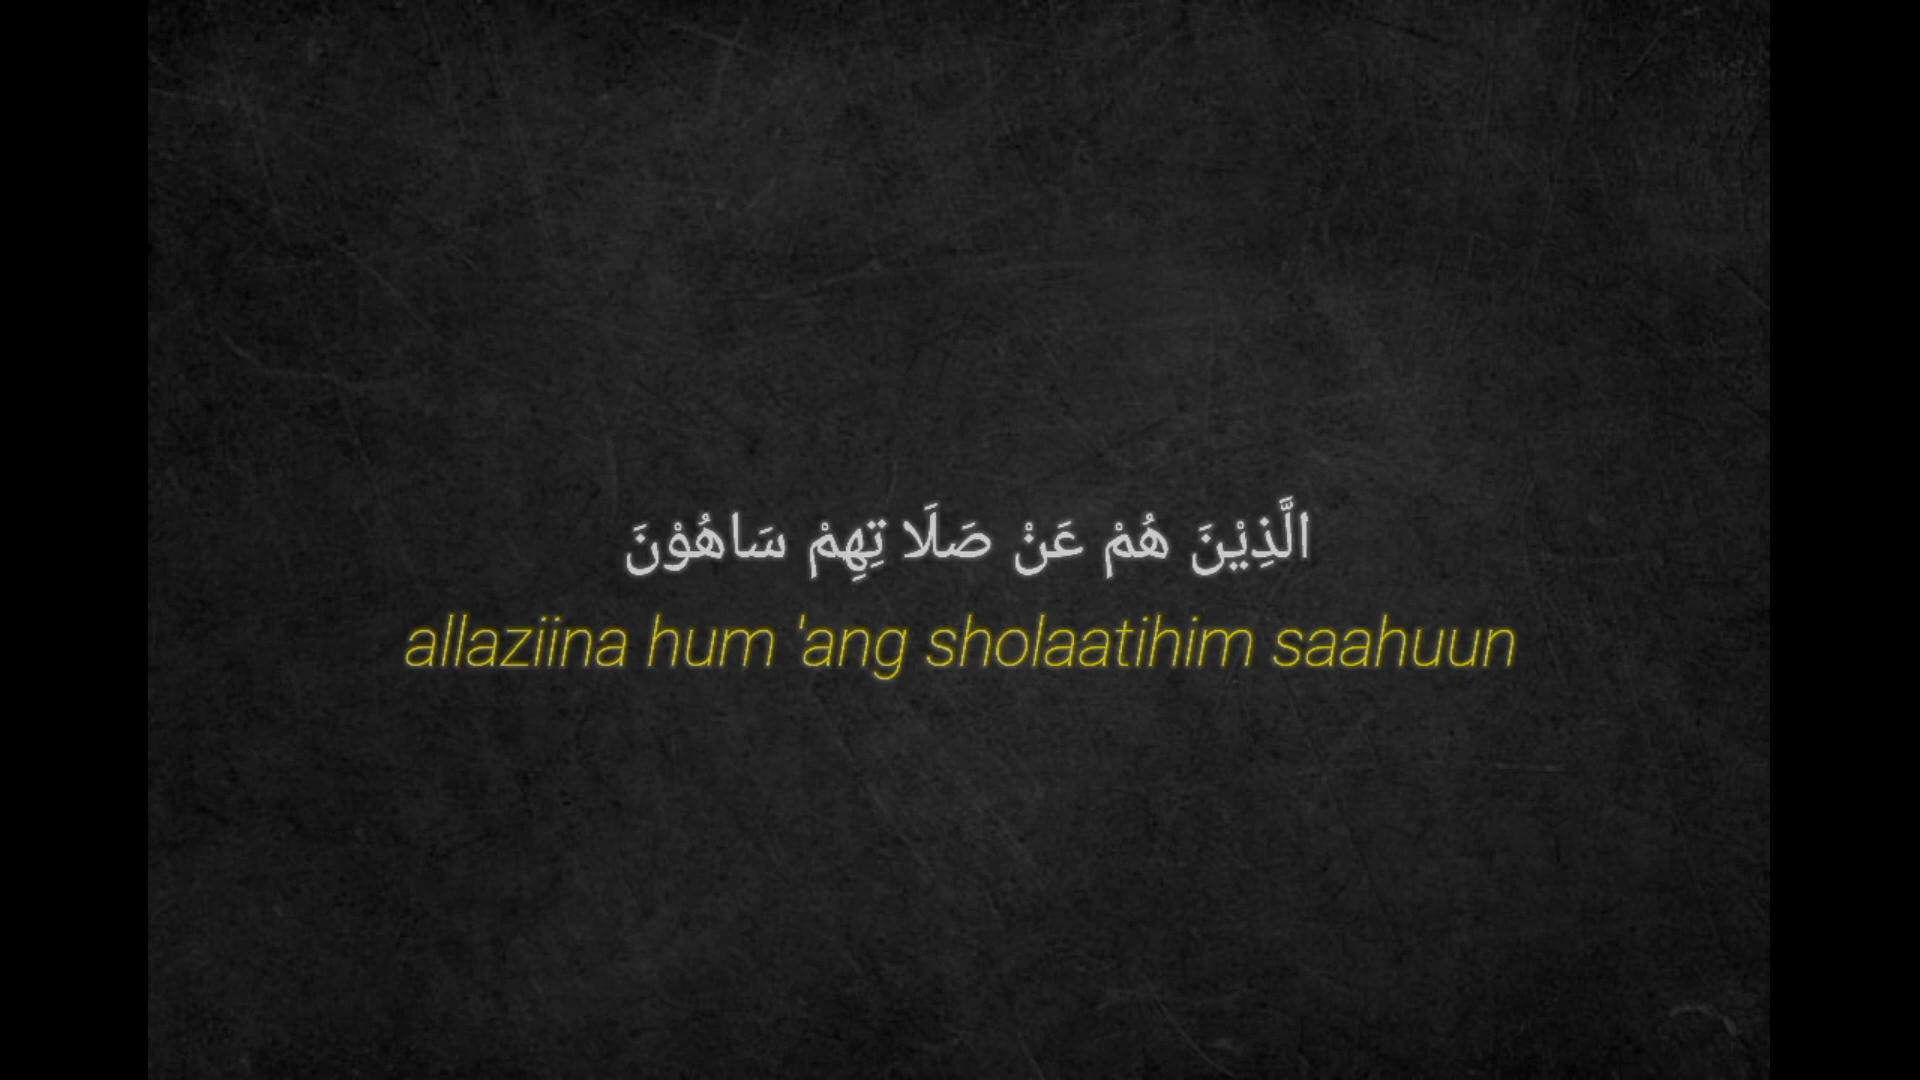 الَّذِيْنَ هُمْ عَنْ صَلَا تِهِمْ سَاهُوْنَ
allaziina hum 'ang sholaatihim saahuun